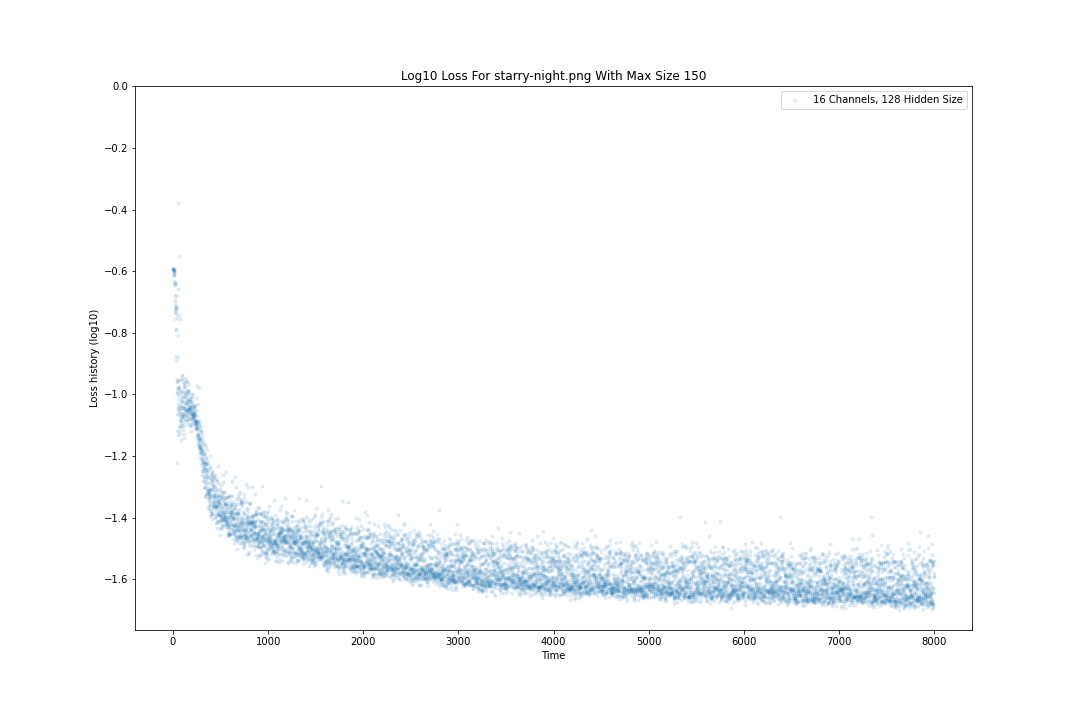 Log10 Loss For starry-night.png With Max Size 150
16 Channels, 128 Hidden Size
Loss history (log10)
0.0
−0.2
−0.4
−0.6
−0.8
−1.0
−1.2
−1.4
−1.6
0 1000 2000 3000 4000 5000 6000 7000 8000
Time